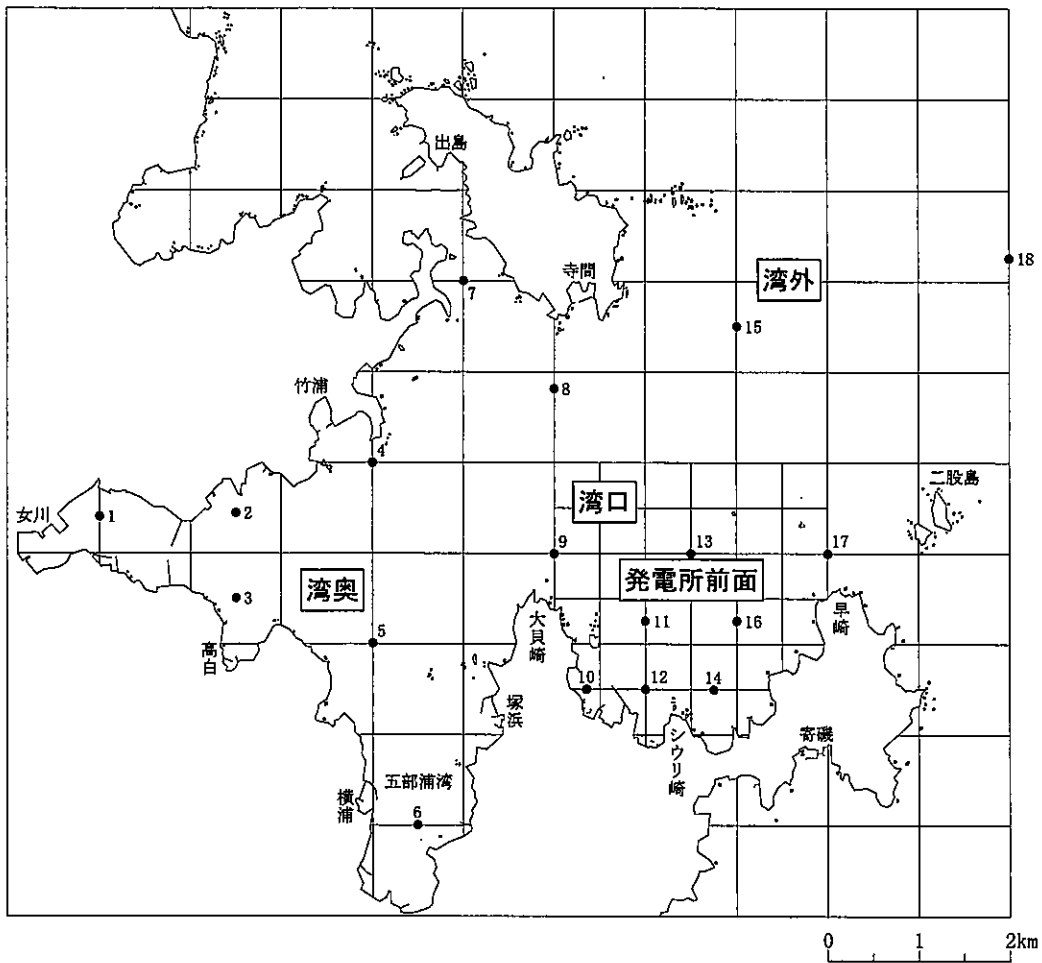 出島
寺間
湾外
18
7
15
竹浦
8
4
二股島
湾口
女川
1
2
9
13
17
発電所前面
湾奥
3
大貝崎
11
16
早崎
高白
5
10
12
14
塚浜
シウリ崎
寄磯
五部浦湾
横浦
6
0 1 2km